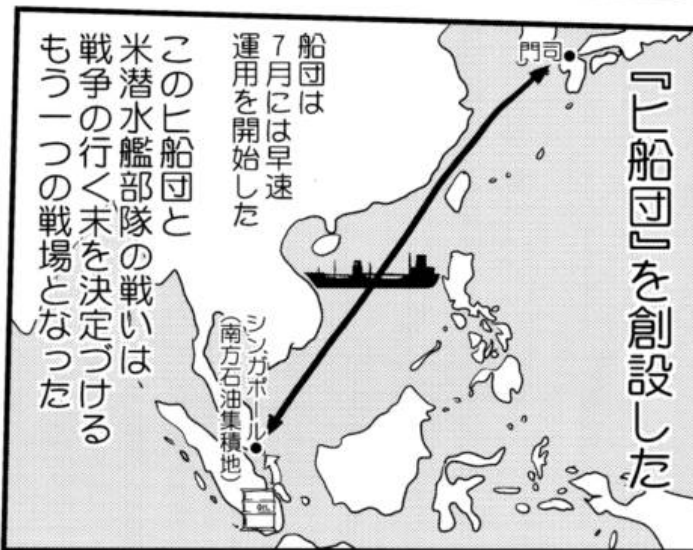 『ヒ船団』を創設した
門司
船団は
７月には早速
運用を開始した
このヒ船団と
米潜水艦部隊の戦いは
戦争の行く末を決定づける
もう一つの戦場となった
シンガポール
(南方石油集積地)
OIL